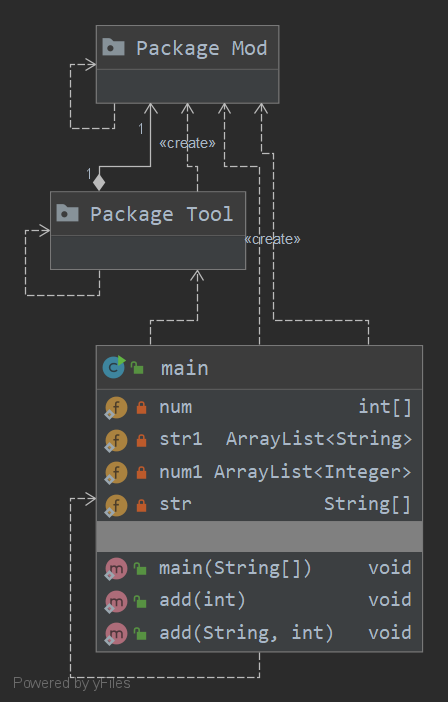 Package Mod
1
«create»
1
Package Tool
«create»
C main
f num int[]
f str1 ArrayList<String>
f num1 ArrayList<Integer>
f str String[]
m main(String[]) void
m add(int) void
m add(String, int) void
Powered by yFiles